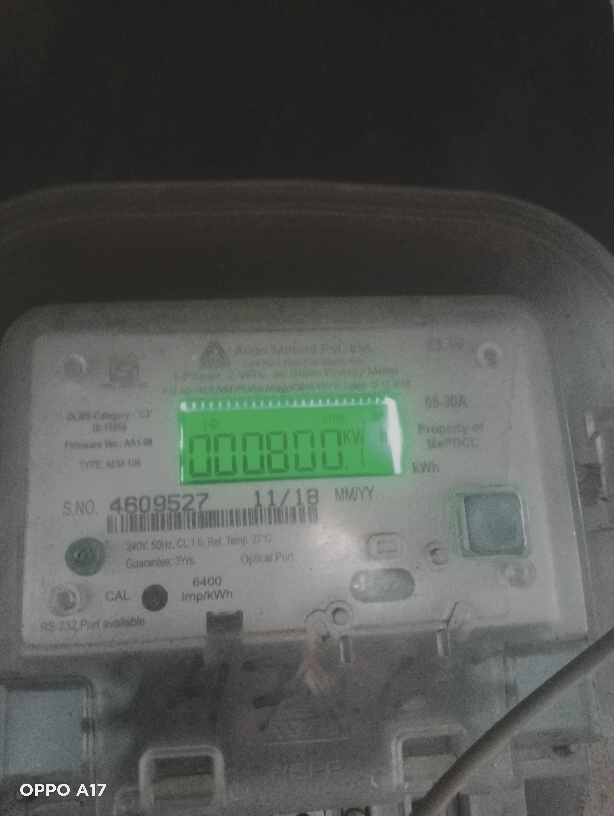 Avon Meters Pvt. Ltd.
1-Phase, 2-Wire, ac Static Energy Meter
05-30A
DLMS-Category - 'C2'
IS-15959
Firmware Ver.: AA1.08
TYPE: AEM-106
000800.1
KW h
Property of
MePDCL
kWh
S.NO. 4609527 11/18 MM/YY
240V, 50Hz, CL:1.0, Ref. Temp. 27°C
Guarantee: 3Yrs. Optical Port
CAL 6400
imp/kWh
RS-232 Port available
OPPO A17